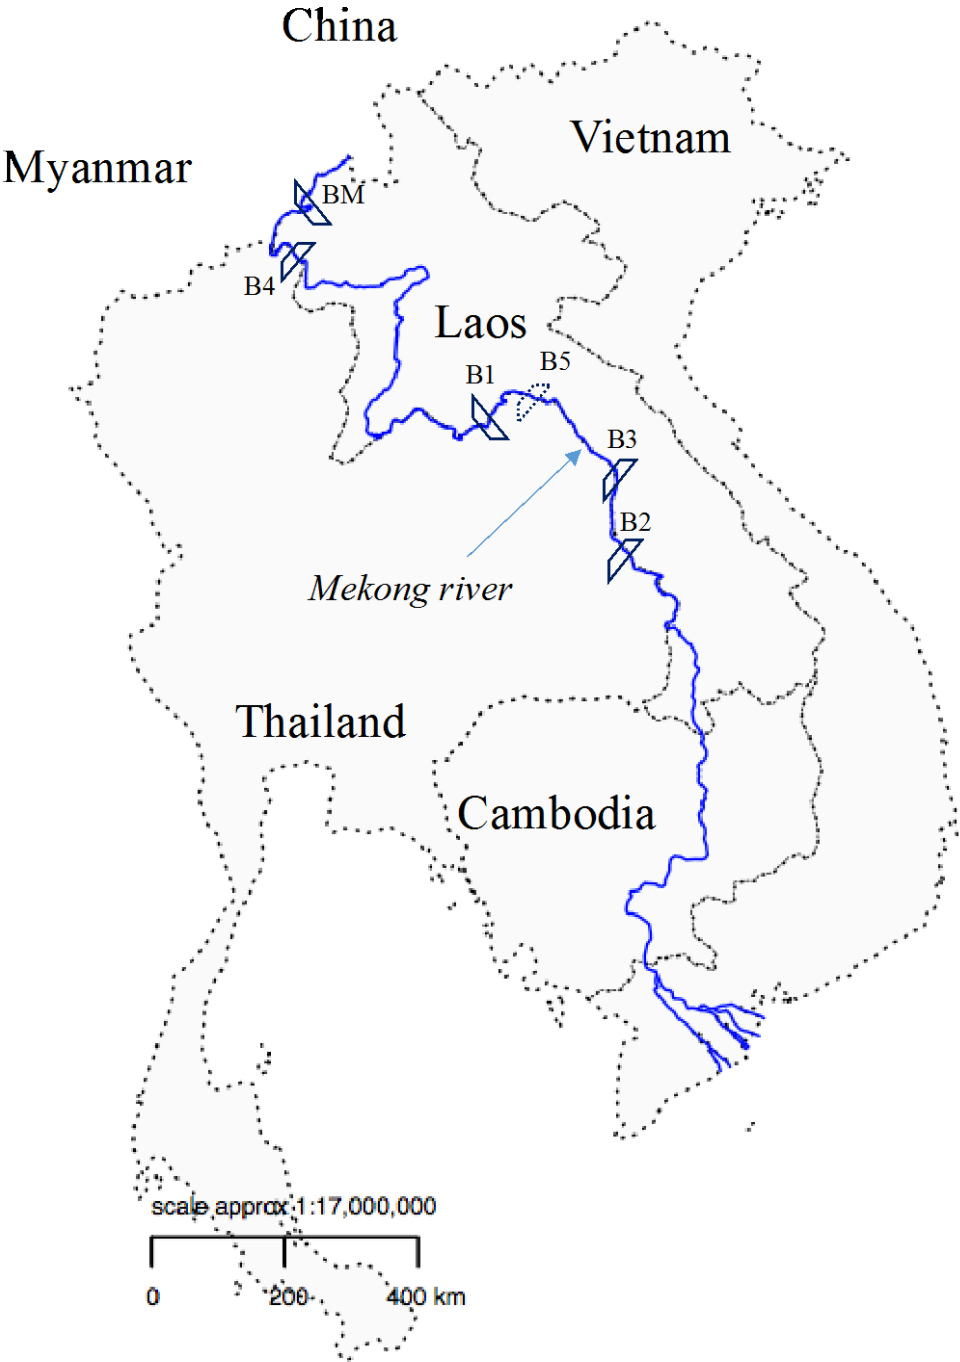 China
Vietnam
Myanmar
BM
B4
Laos
B1
B5
B3
B2
Mekong river
Thailand
Cambodia
scale approx 1:17,000,000
0 200 400 km